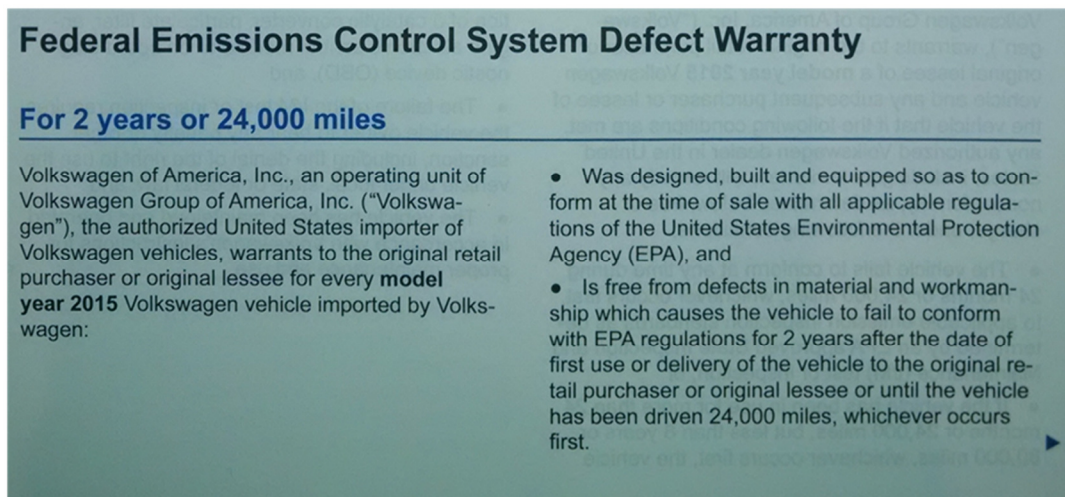 Federal Emissions Control System Defect Warranty
For 2 years or 24,000 miles
Volkswagen of America, Inc., an operating unit of
Volkswagen Group of America, Inc. ("Volkswa-
gen"), the authorized United States importer of
Volkswagen vehicles, warrants to the original retail
purchaser or original lessee for every model
year 2015 Volkswagen vehicle imported by Volks-
wagen:
• Was designed, built and equipped so as to con-
form at the time of sale with all applicable regula-
tions of the United States Environmental Protection
Agency (EPA), and
• Is free from defects in material and workman-
ship which causes the vehicle to fail to conform
with EPA regulations for 2 years after the date of
first use or delivery of the vehicle to the original re-
tail purchaser or original lessee or until the vehicle
has been driven 24,000 miles, whichever occurs
first.